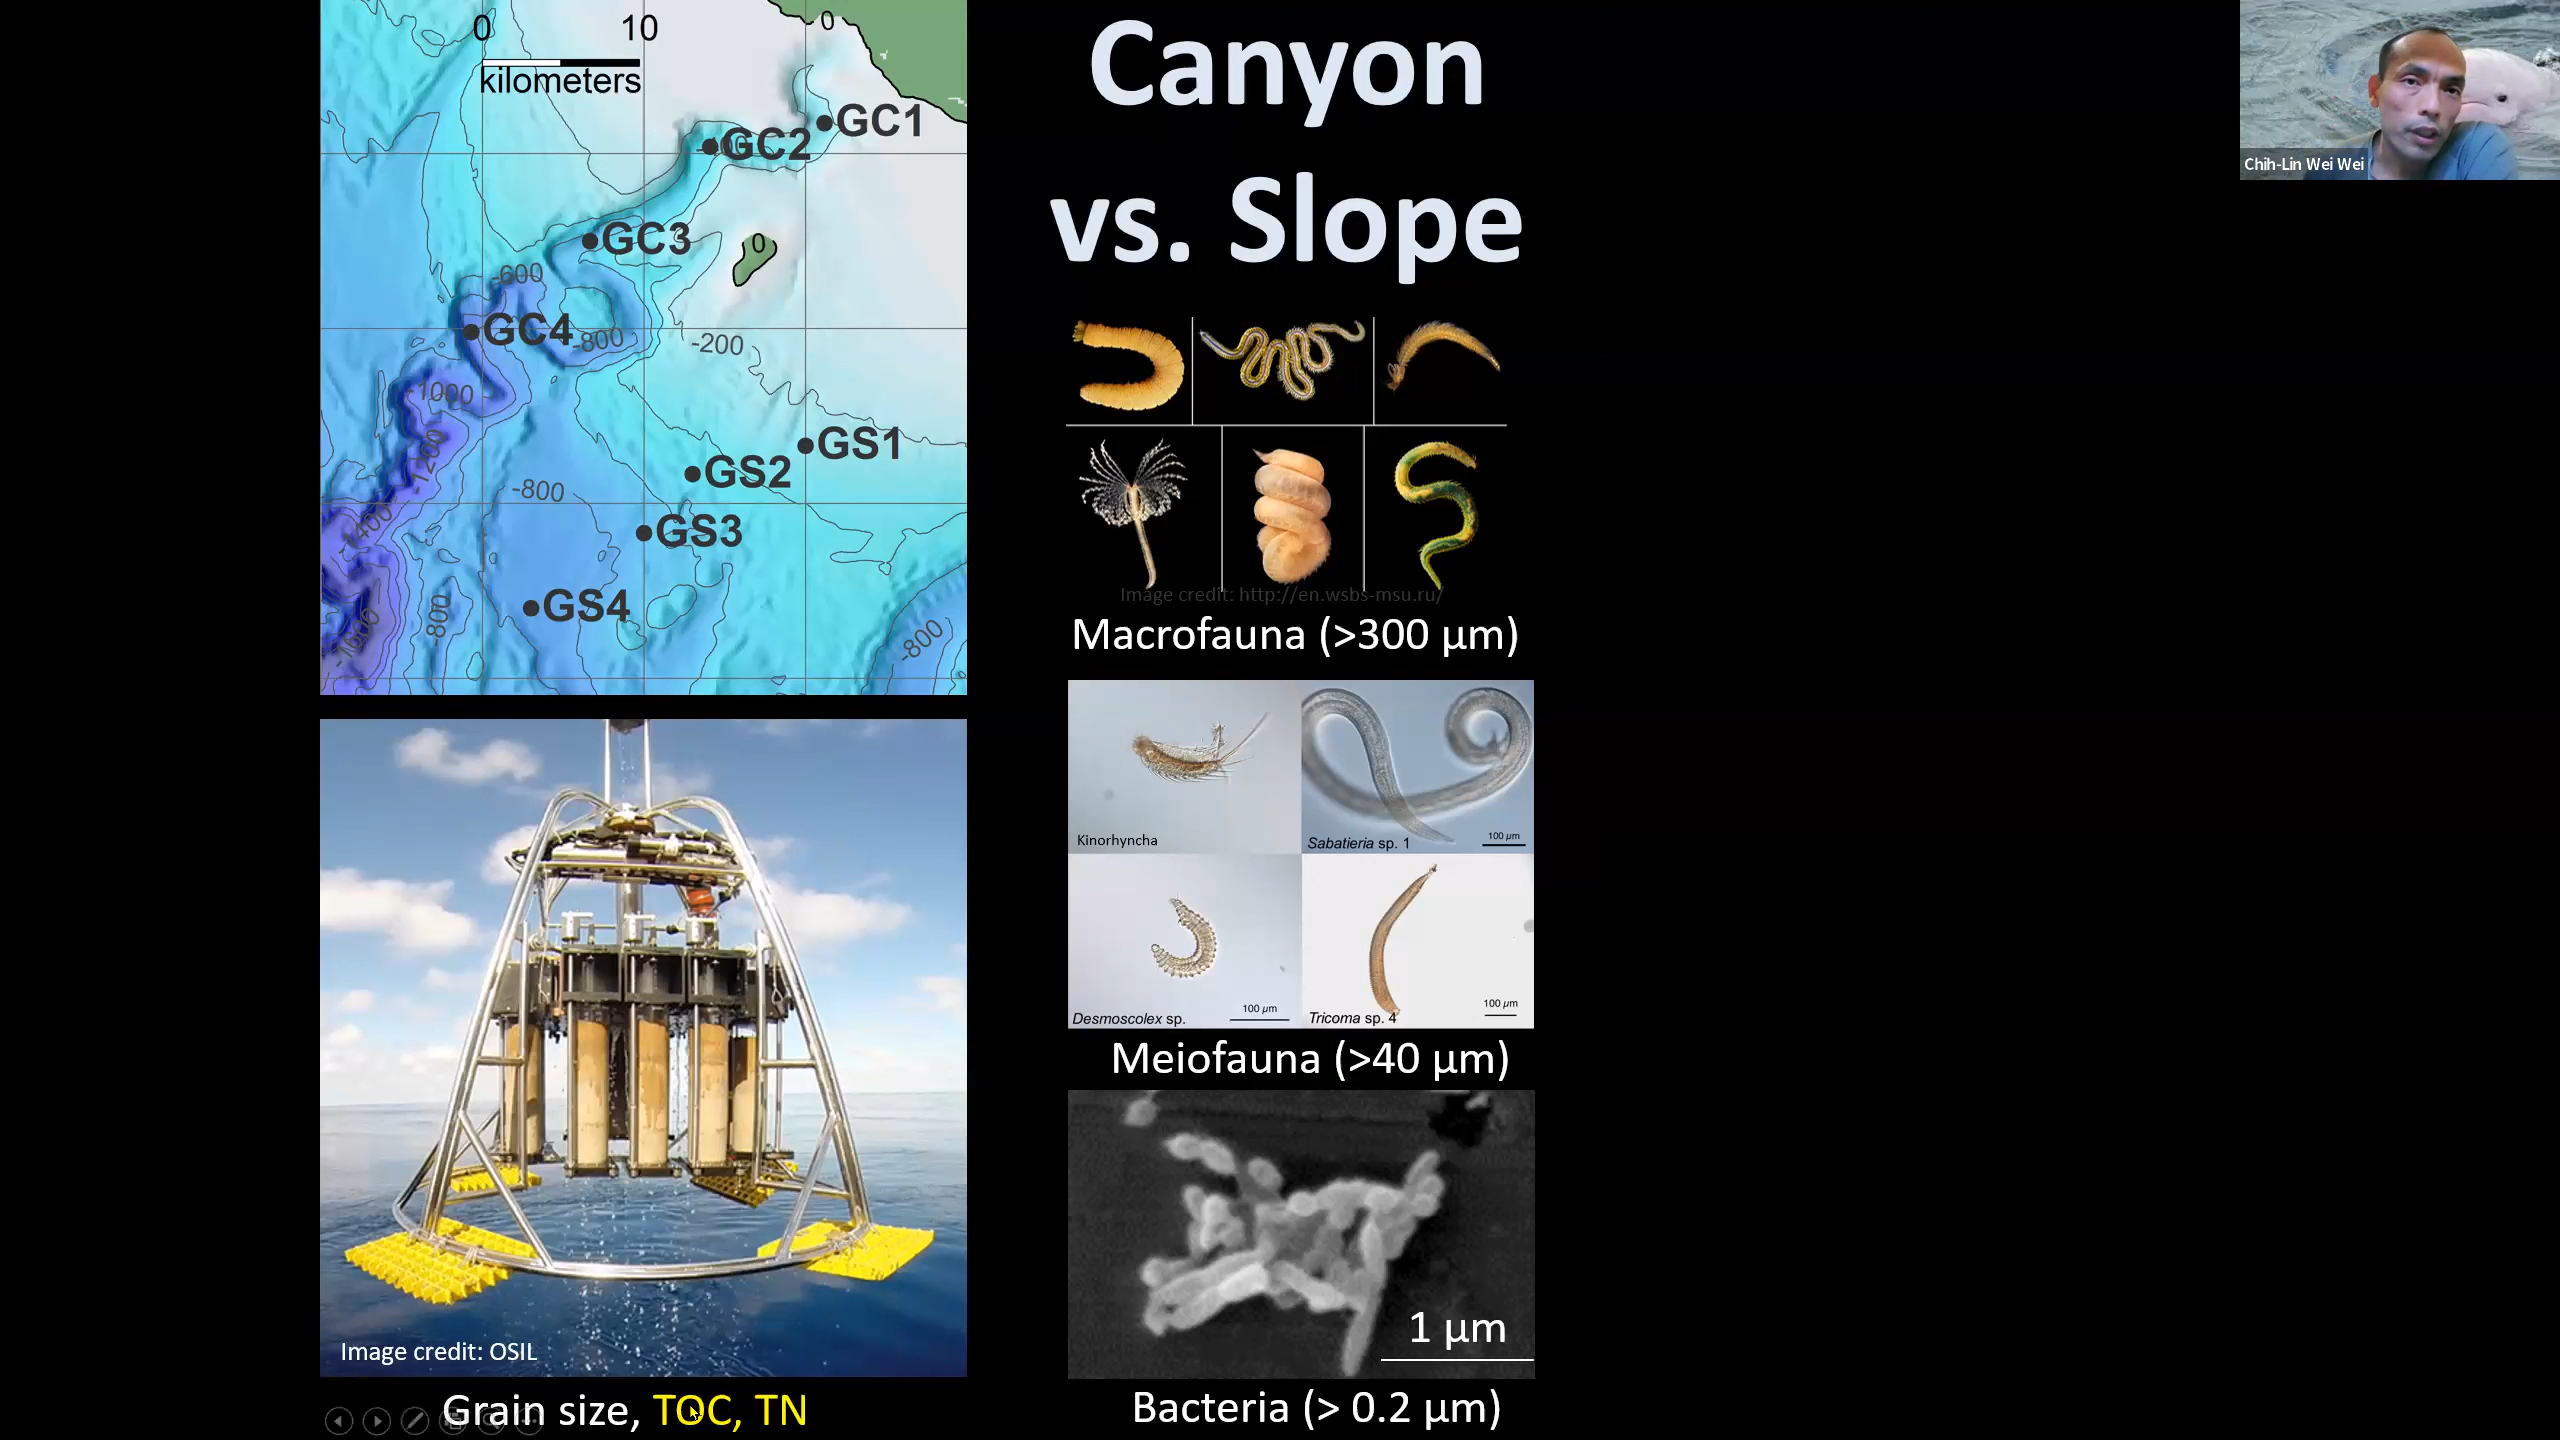 0
10
kilometers
0
GC1
GC2
GC3
0
-600
GC4
-800
-200
-1000
GS1
-1200
GS2
-800
-1400
GS3
GS4
-800
-1600
-800
Image credit: OSIL
Grain size, TOC, TN
Canyon
vs. Slope
Image credit: http://en.wsbs-msu.ru/
Macrofauna (>300 µm)
Kinorhyncha
Sabatieria sp. 1
100 µm
Desmoscolex sp.
100 µm
Tricoma sp. 4
100 µm
Meiofauna (>40 µm)
1 µm
Bacteria (> 0.2 µm)
Chih-Lin Wei Wei